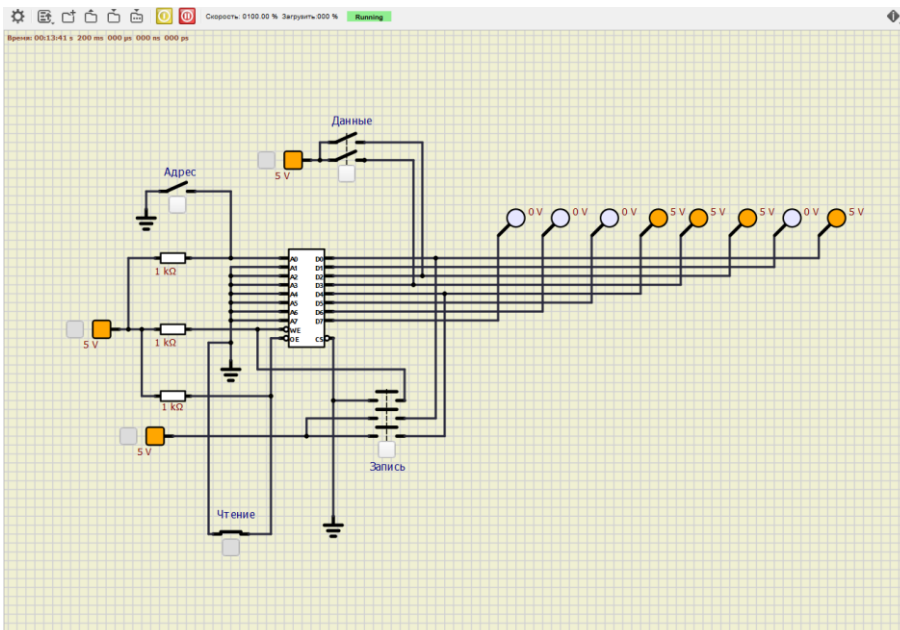 Скорость: 0100.00 % Загрузить:000 % Running
Время: 00:13:41 s 200 ms 000 µs 000 ns 000 ps
Данные
5 V
Адрес
0 V 0 V 0 V 5 V 5 V 5 V 0 V 5 V
1 kΩ
A0 D0
A1 D1
A2 D2
A3 D3
A4 D4
A5 D5
A6 D6
A7 D7
WE
OE CS
5 V
1 kΩ
1 kΩ
5 V
Запись
Чтение